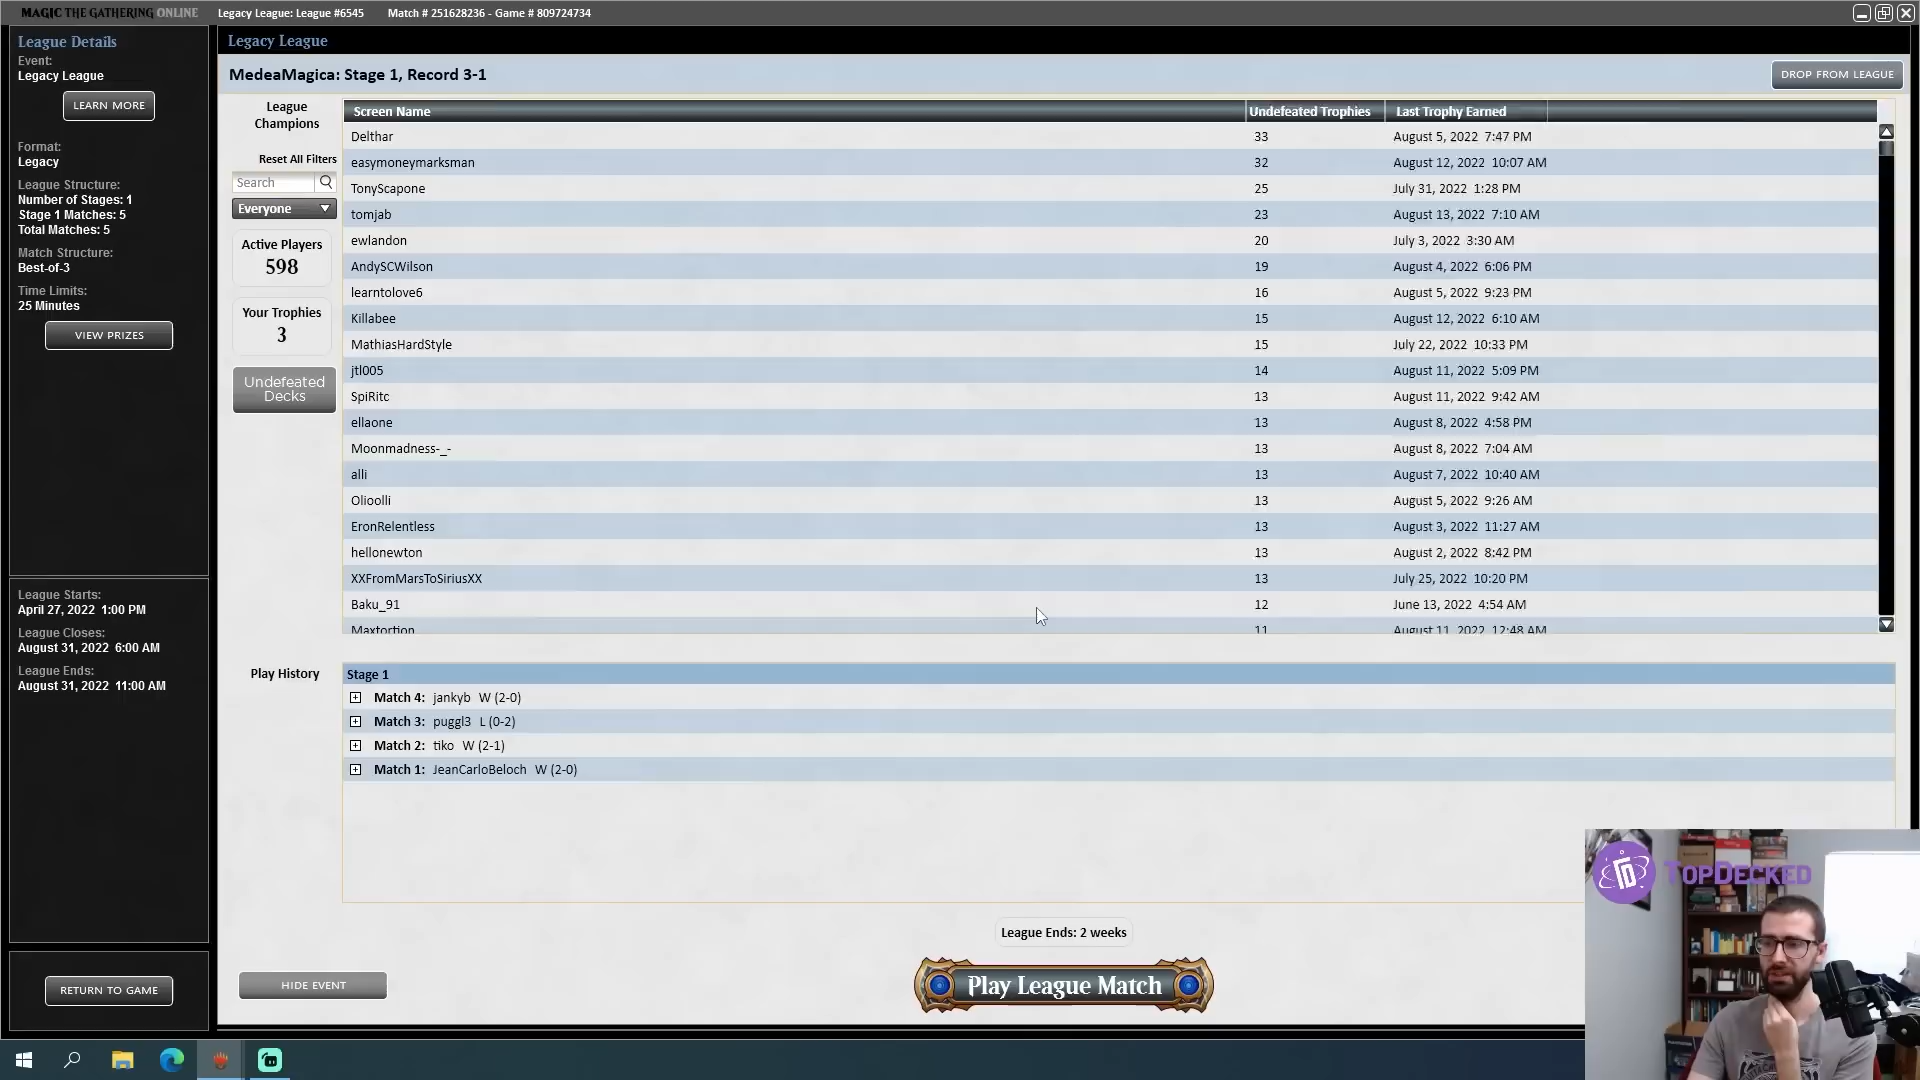 MAGIC THE GATHERING ONLINE
Legacy League: League #6545
Match # 251628236 - Game # 809724734
League Details
Event:
Legacy League
LEARN MORE
Format:
Legacy
League Structure:
Number of Stages: 1
Stage 1 Matches: 5
Total Matches: 5
Match Structure:
Best-of-3
Time Limits:
25 Minutes
VIEW PRIZES
League Starts:
April 27, 2022 1:00 PM
League Closes:
August 31, 2022 6:00 AM
League Ends:
August 31, 2022 11:00 AM
RETURN TO GAME
Legacy League
MedeaMagica: Stage 1, Record 3-1
DROP FROM LEAGUE
League
Champions
Reset All Filters
Search
Everyone
Active Players
598
Your Trophies
3
Undefeated
Decks
Screen Name Undefeated Trophies Last Trophy Earned
Delthar 33 August 5, 2022 7:47 PM
easymoneymarksman 32 August 12, 2022 10:07 AM
TonyScapone 25 July 31, 2022 1:28 PM
tomjab 23 August 13, 2022 7:10 AM
ewlandon 20 July 3, 2022 3:30 AM
AndySCWilson 19 August 4, 2022 6:06 PM
learntolove6 16 August 5, 2022 9:23 PM
Killabee 15 August 12, 2022 6:10 AM
MathiasHardStyle 15 July 22, 2022 10:33 PM
jtl005 14 August 11, 2022 5:09 PM
SpiRitc 13 August 11, 2022 9:42 AM
ellaone 13 August 8, 2022 4:58 PM
Moonmadness-_- 13 August 8, 2022 7:04 AM
alli 13 August 7, 2022 10:40 AM
Olioolli 13 August 5, 2022 9:26 AM
EronRelentless 13 August 3, 2022 11:27 AM
hellonewton 13 August 2, 2022 8:42 PM
XXFromMarsToSiriusXX 13 July 25, 2022 10:20 PM
Baku_91 12 June 13, 2022 4:54 AM
Maxtortion 11 August 11, 2022 12:48 AM
Play History
Stage 1
Match 4: jankyb W (2-0)
Match 3: puggl3 L (0-2)
Match 2: tiko W (2-1)
Match 1: JeanCarloBeloch W (2-0)
League Ends: 2 weeks
HIDE EVENT
Play League Match
TOPDECKED